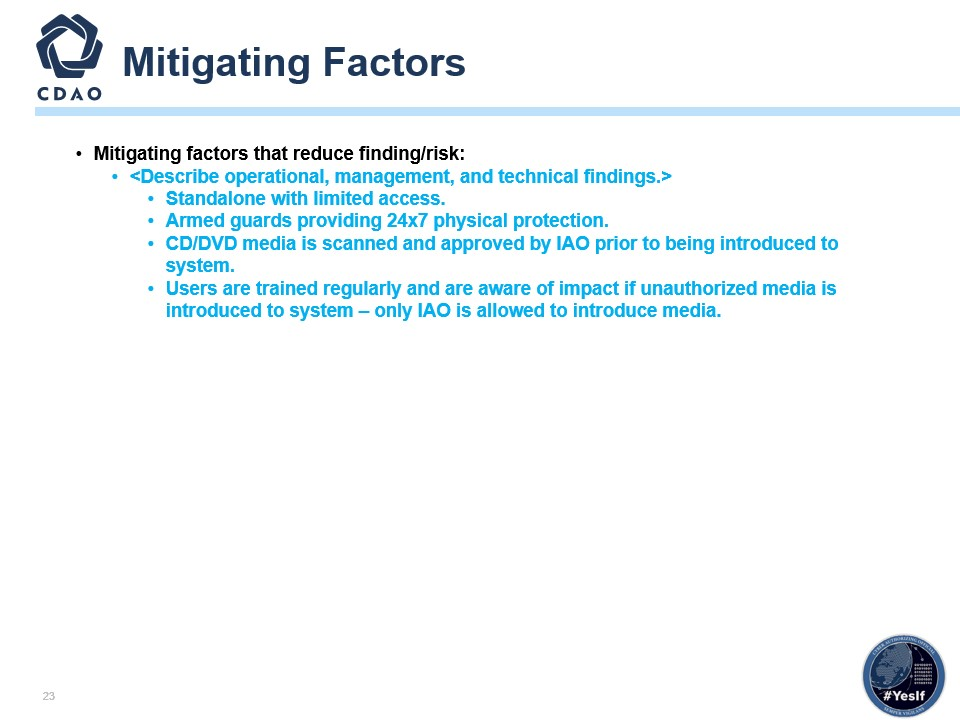 CDAO
Mitigating Factors
• Mitigating factors that reduce finding/risk:
• <Describe operational, management, and technical findings.>
• Standalone with limited access.
• Armed guards providing 24x7 physical protection.
• CD/DVD media is scanned and approved by IAO prior to being introduced to
system.
• Users are trained regularly and are aware of impact if unauthorized media is
introduced to system – only IAO is allowed to introduce media.
23
#YesIf